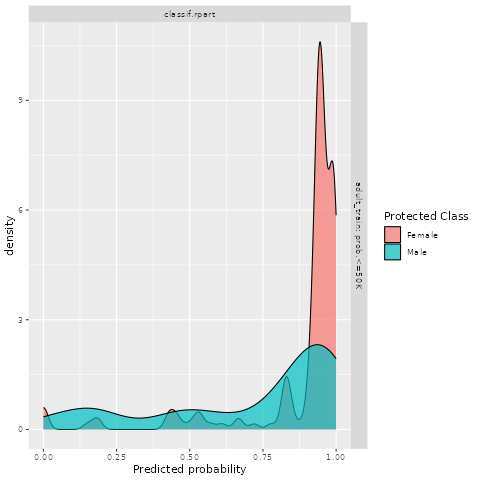 classif.rpart
adult_train: prob.<=50K
density
9
6
3
0
0.00 0.25 0.50 0.75 1.00
Predicted probability
Protected Class
Female
Male